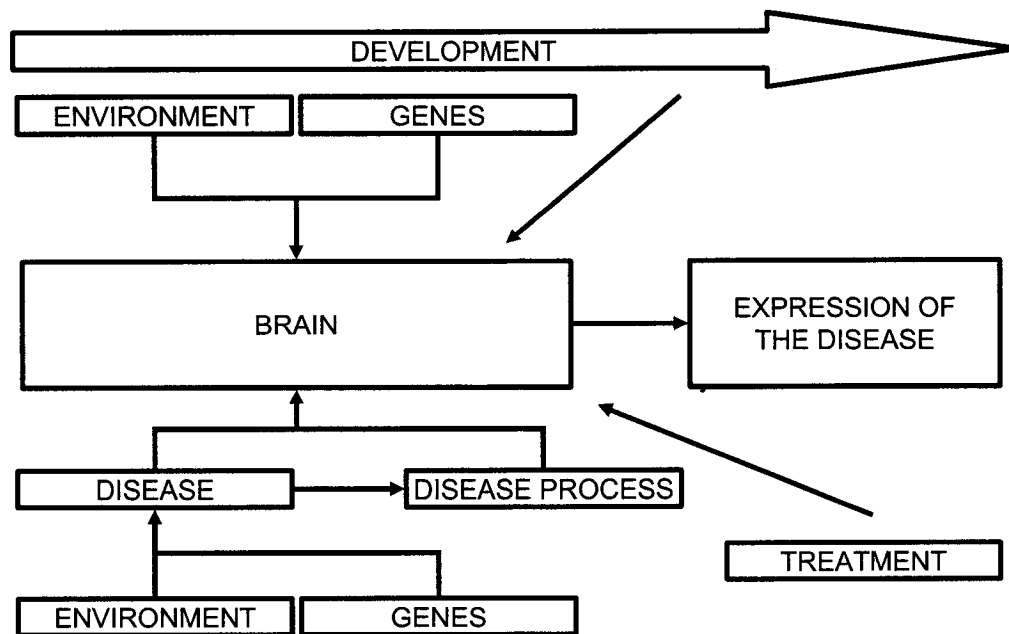 DEVELOPMENT
ENVIRONMENT
GENES
BRAIN
EXPRESSION OF
THE DISEASE
DISEASE
DISEASE PROCESS
TREATMENT
ENVIRONMENT
GENES